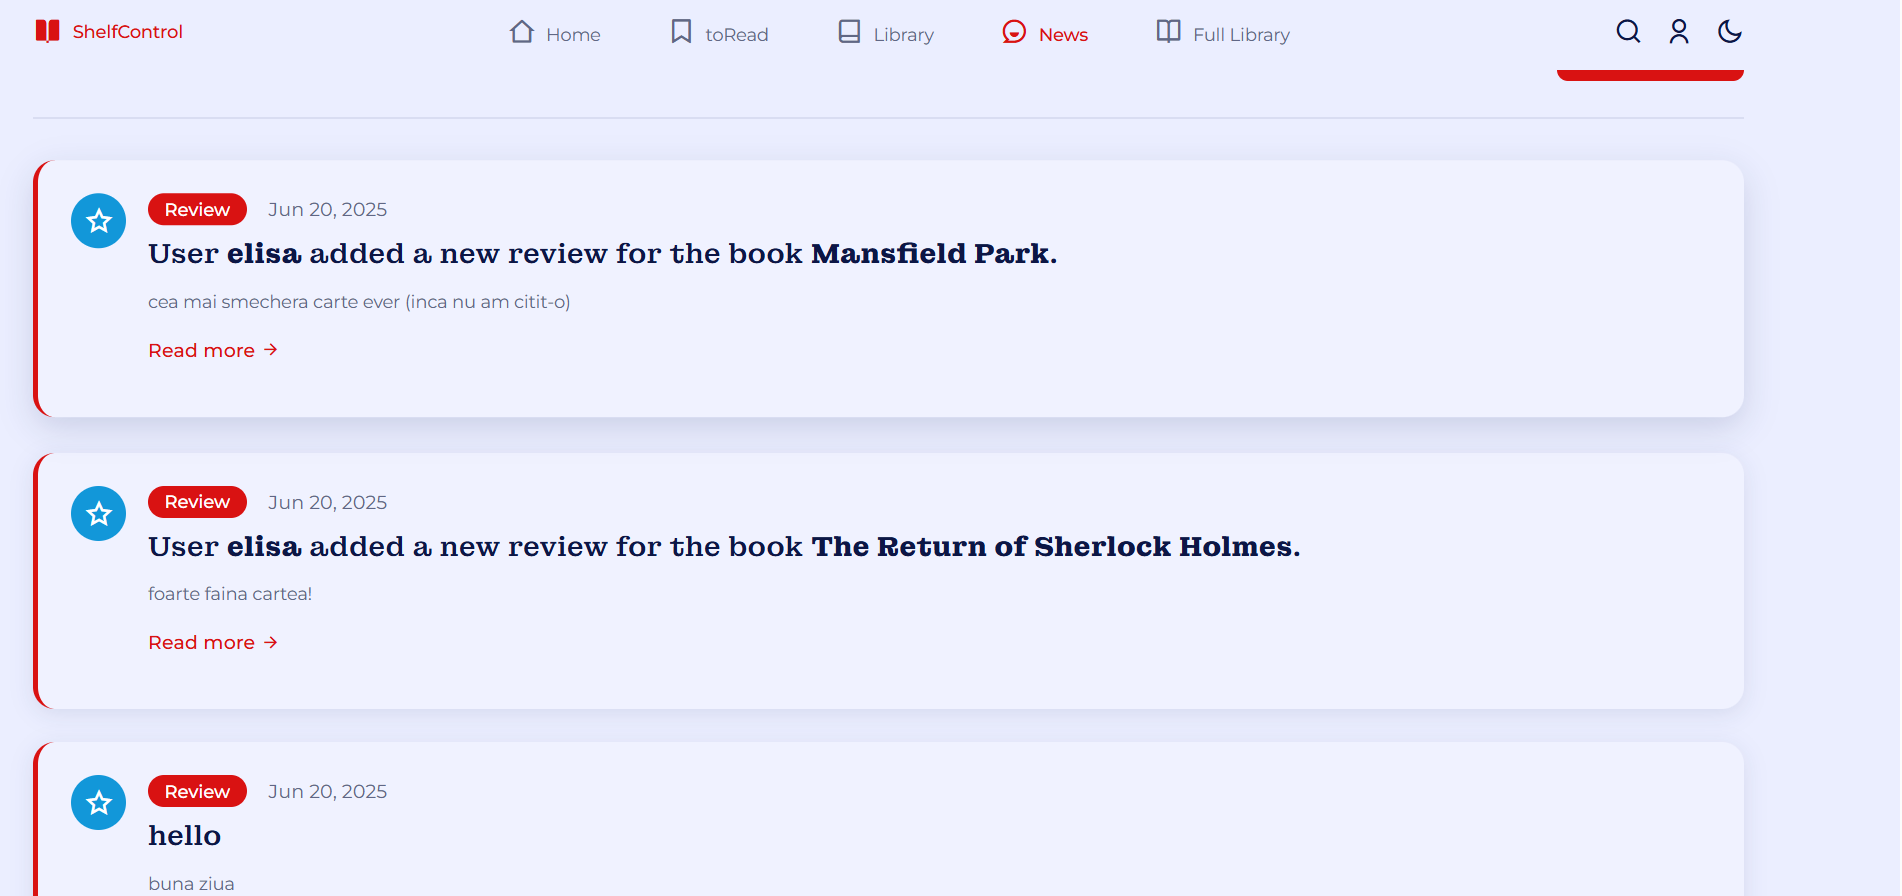 ShelfControl
Home
toRead
Library
News
Full Library
Review Jun 20, 2025
User elisa added a new review for the book Mansfield Park.
cea mai smechera carte ever (inca nu am citit-o)
Read more →
Review Jun 20, 2025
User elisa added a new review for the book The Return of Sherlock Holmes.
foarte faina cartea!
Read more →
Review Jun 20, 2025
hello
buna ziua